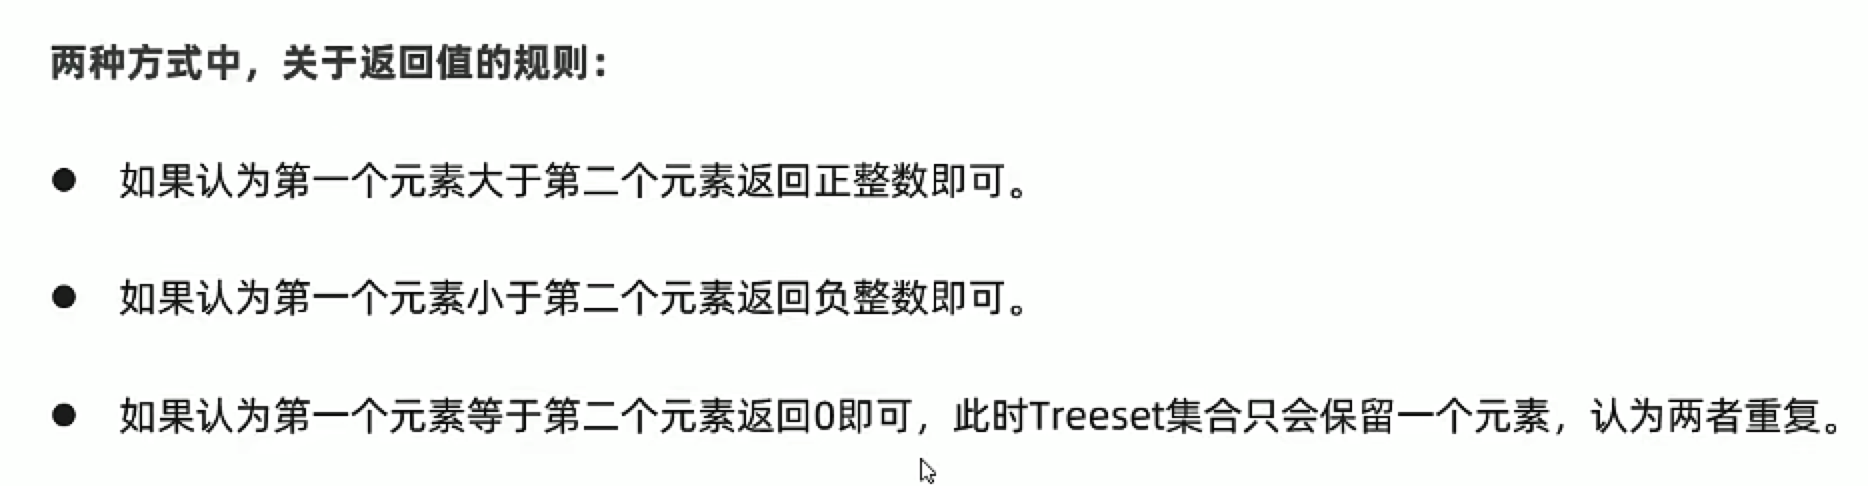 两种方式中，关于返回值的规则：
● 如果认为第一个元素大于第二个元素返回正整数即可。
● 如果认为第一个元素小于第二个元素返回负整数即可。
● 如果认为第一个元素等于第二个元素返回0即可，此时Treeset集合只会保留一个元素，认为两者重复。